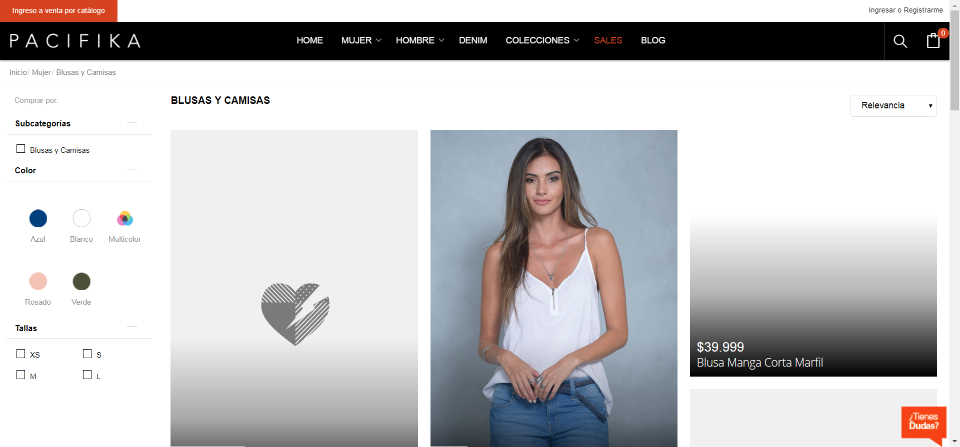 Ingreso a venta por catálogo
Ingresar o Registrarme
PACIFIKA
HOME MUJER HOMBRE DENIM COLECCIONES SALES BLOG
0
Inicio/ Mujer/ Blusas y Camisas
Comprar por:
BLUSAS Y CAMISAS
Relevancia
Subcategorías
Blusas y Camisas
Color
Azul Blanco Multicolor
Rosado Verde
Tallas
XS S
M L
$39.999
Blusa Manga Corta Marfil
¿Tienes
Dudas?